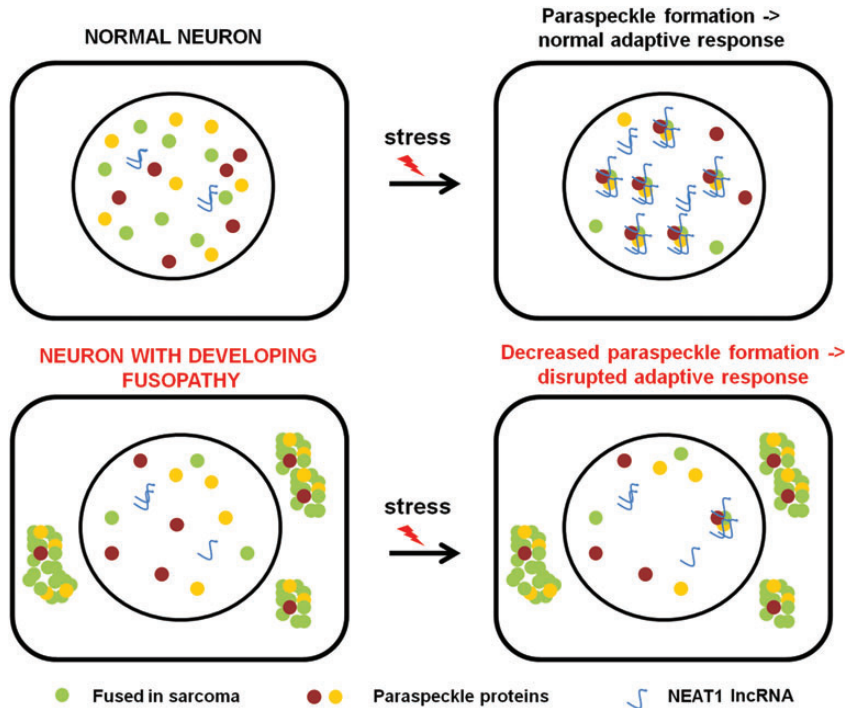 NORMAL NEURON
Paraspeckle formation ->
normal adaptive response
stress
NEURON WITH DEVELOPING
FUSOPATHY
Decreased paraspeckle formation ->
disrupted adaptive response
stress
Fused in sarcoma
Paraspeckle proteins
NEAT1 lncRNA